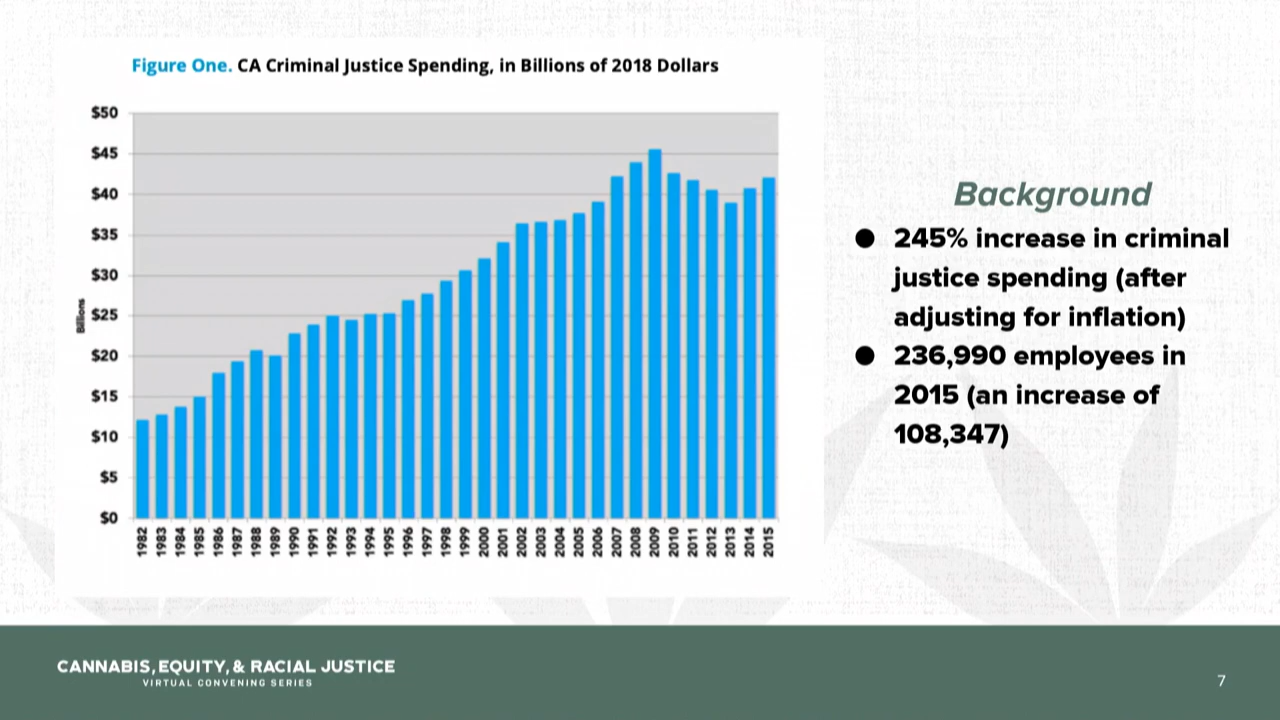 Figure One. CA Criminal Justice Spending, in Billions of 2018 Dollars
$50
$45
$40
$35
$30
$25
$20
$15
$10
$5
$0
Billions
1982 1983 1984 1985 1986 1987 1988 1989 1990 1991 1992 1993 1994 1995 1996 1997 1998 1999 2000 2001 2002 2003 2004 2005 2006 2007 2008 2009 2010 2011 2012 2013 2014 2015
Background
● 245% increase in criminal
justice spending (after
adjusting for inflation)
● 236,990 employees in
2015 (an increase of
108,347)
CANNABIS, EQUITY, & RACIAL JUSTICE
VIRTUAL CONVENING SERIES
7